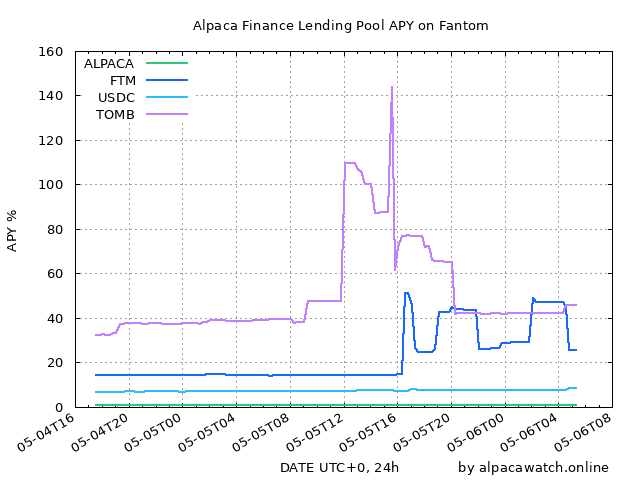 Alpaca Finance Lending Pool APY on Fantom
160
140
120
100
80
60
40
20
0
APY %
ALPACA
FTM
USDC
TOMB
05-04T16
05-04T20
05-05T00
05-05T04
05-05T08
05-05T12
05-05T16
05-05T20
05-06T00
05-06T04
05-06T08
DATE UTC+0, 24h
by alpacawatch.online